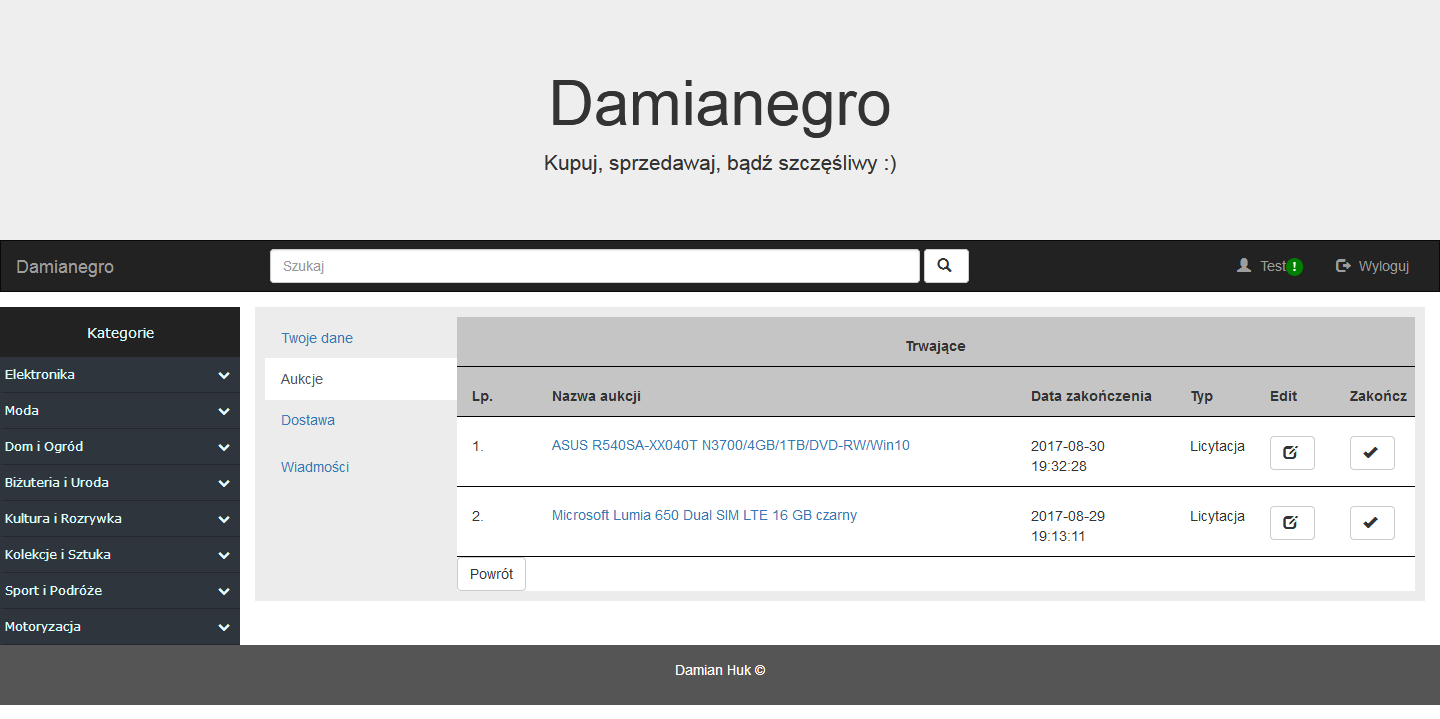 Damianegro
Kupuj, sprzedawaj, bądź szczęśliwy :)
Damianegro
Szukaj
Test!
Wyloguj
Kategorie
Elektronika
Moda
Dom i Ogród
Biżuteria i Uroda
Kultura i Rozrywka
Kolekcje i Sztuka
Sport i Podróże
Motoryzacja
Twoje dane
Aukcje
Dostawa
Wiadmości
Trwające
Lp. Nazwa aukcji Data zakończenia Typ Edit Zakończ
1. ASUS R540SA-XX040T N3700/4GB/1TB/DVD-RW/Win10 2017-08-30 Licytacja
19:32:28
2. Microsoft Lumia 650 Dual SIM LTE 16 GB czarny 2017-08-29 Licytacja
19:13:11
Powrót
Damian Huk ©